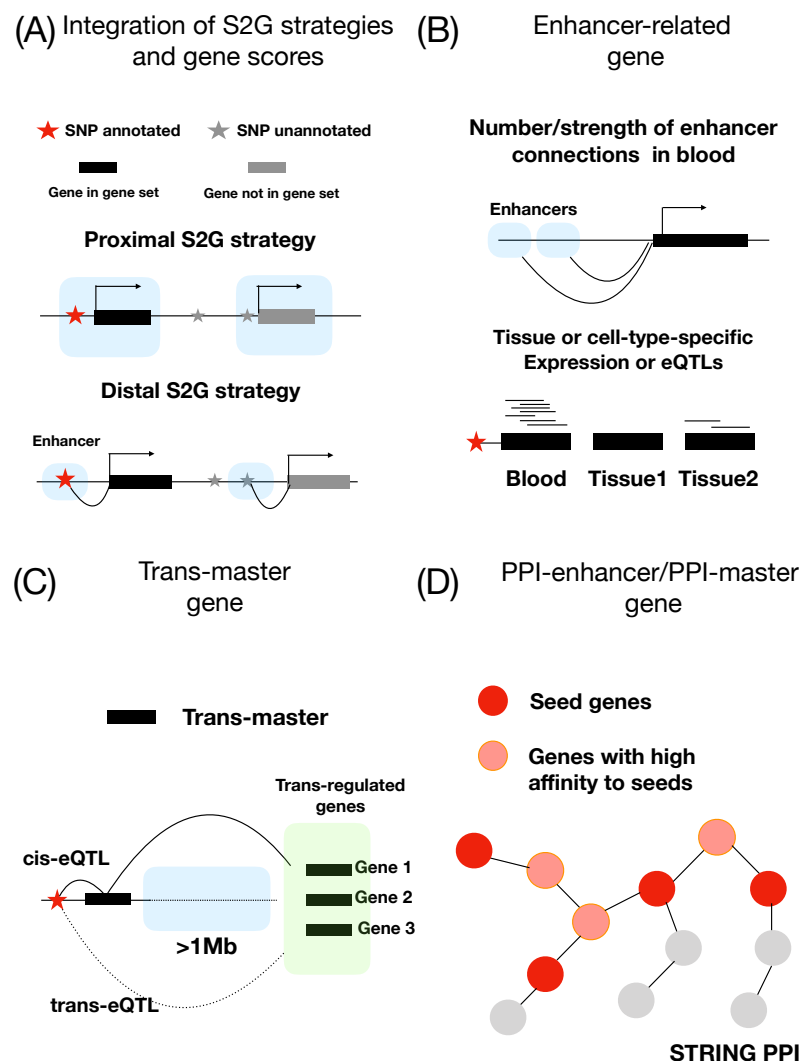 (A)
Integration of S2G strategies
and gene scores
SNP annotated
SNP unannotated
Gene in gene set
Gene not in gene set
Proximal S2G strategy
Distal S2G strategy
Enhancer
(B)
Enhancer-related
gene
Number/strength of enhancer
connections in blood
Enhancers
Tissue or cell-type-specific
Expression or eQTLs
Blood
Tissue1
Tissue2
(C)
Trans-master
gene
Trans-master
Trans-regulated
genes
cis-eQTL
Gene 1
Gene 2
Gene 3
>1Mb
trans-eQTL
(D)
PPI-enhancer/PPI-master
gene
Seed genes
Genes with high
affinity to seeds
STRING PPI